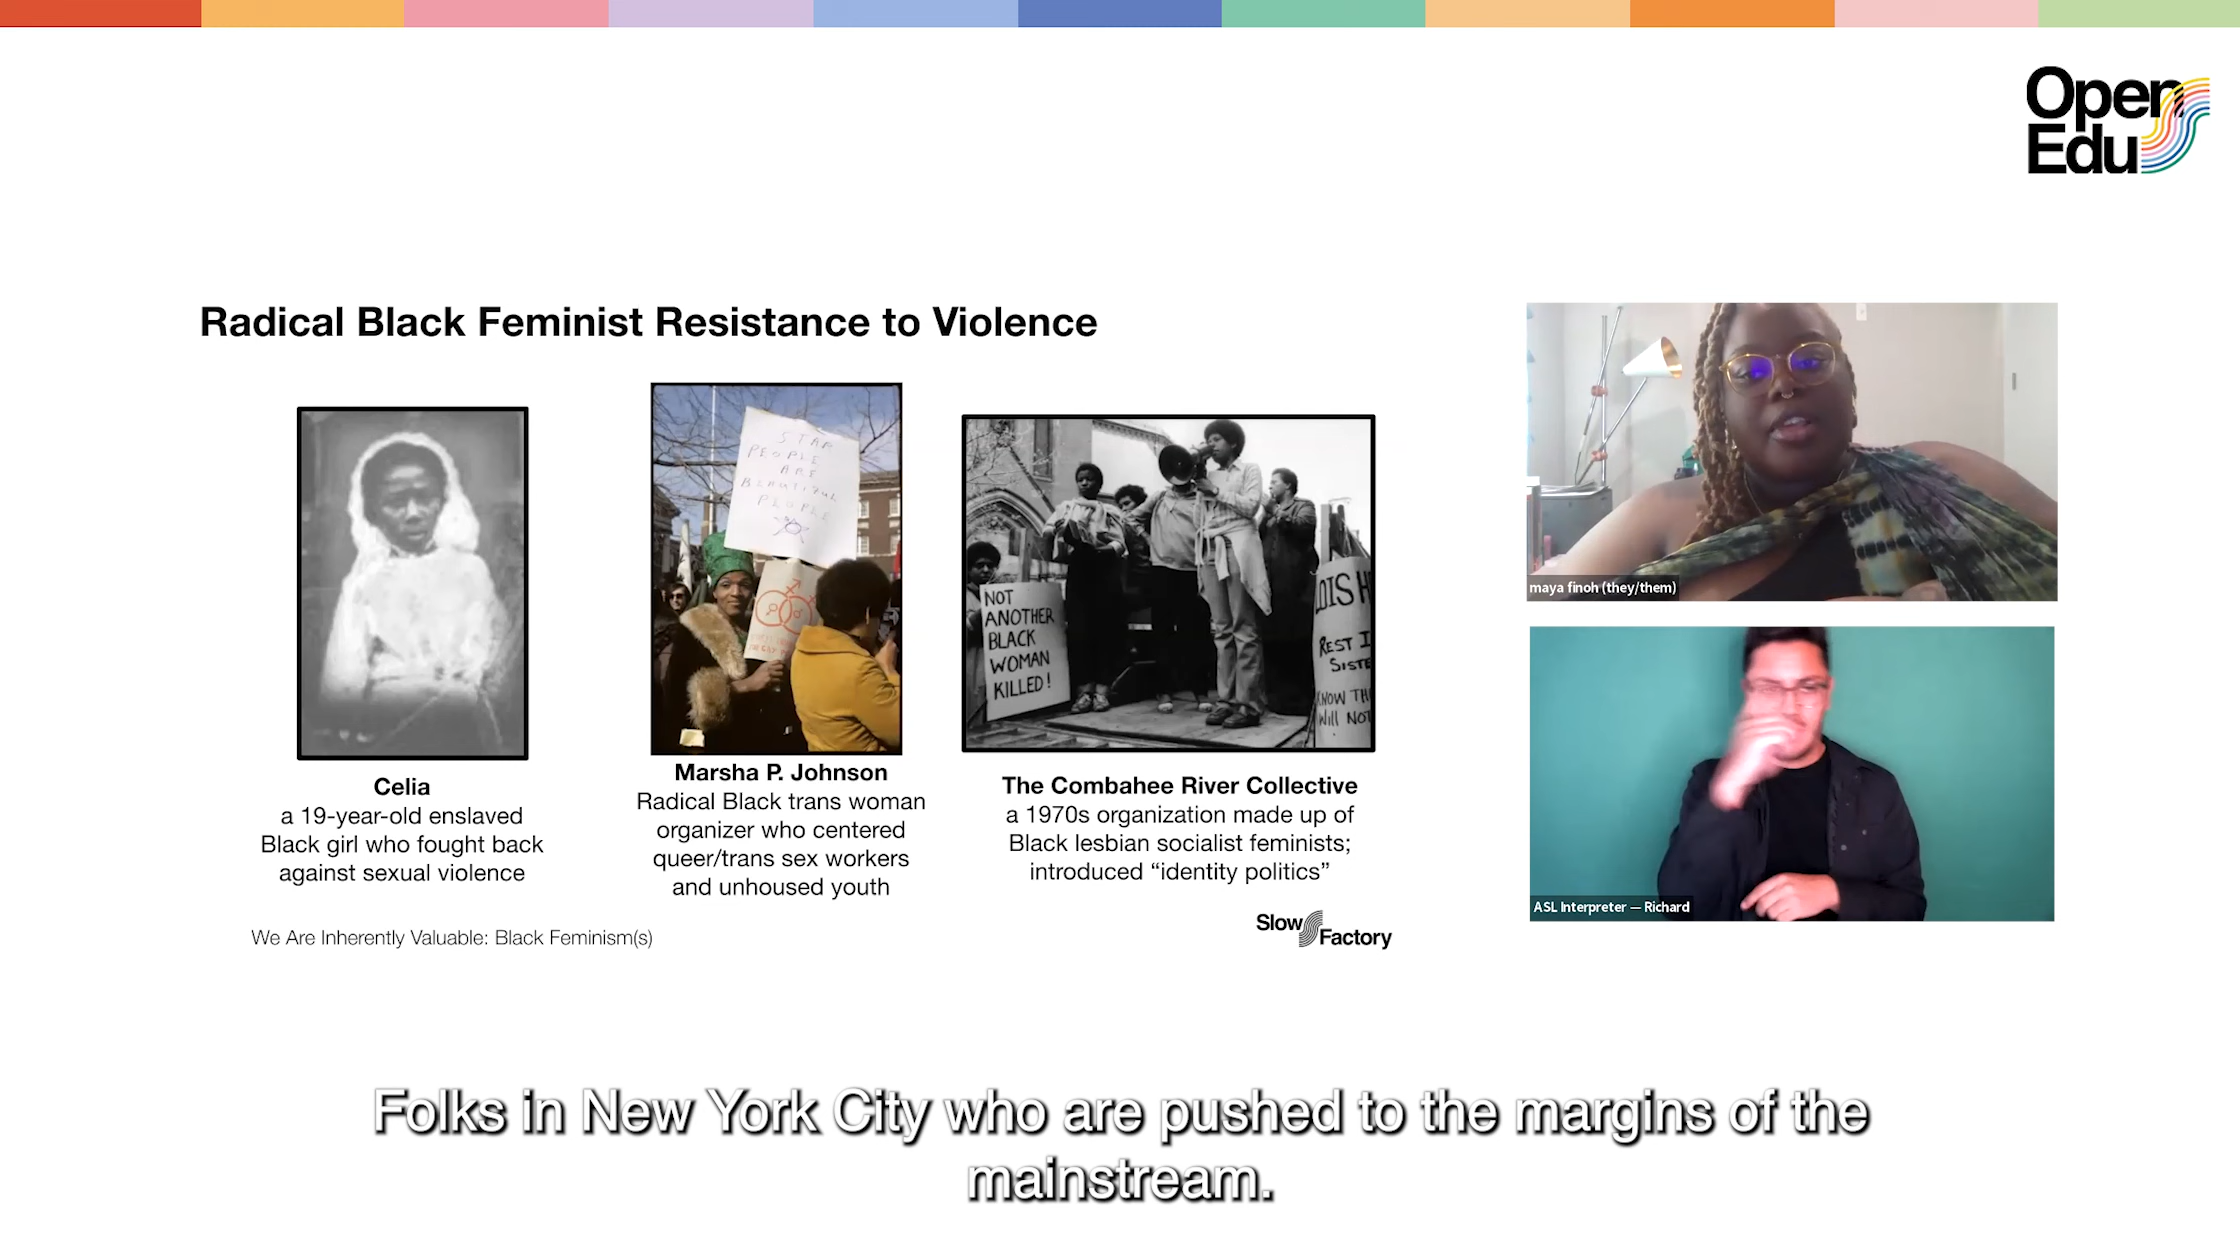 Open
Edu
Radical Black Feminist Resistance to Violence
STAR
PEOPLE
ARE
BEAUTIFUL
PEOPLE
NOT
ANOTHER
BLACK
WOMAN
KILLED!
REST
KNOW
WILL NOT
Celia
a 19-year-old enslaved
Black girl who fought back
against sexual violence
Marsha P. Johnson
Radical Black trans woman
organizer who centered
queer/trans sex workers
and unhoused youth
The Combahee River Collective
a 1970s organization made up of
Black lesbian socialist feminists;
introduced “identity politics”
We Are Inherently Valuable: Black Feminism(s)
Slow
Factory
maya finoh (they/them)
ASL Interpreter — Richard
Folks in New York City who are pushed to the margins of the
mainstream.